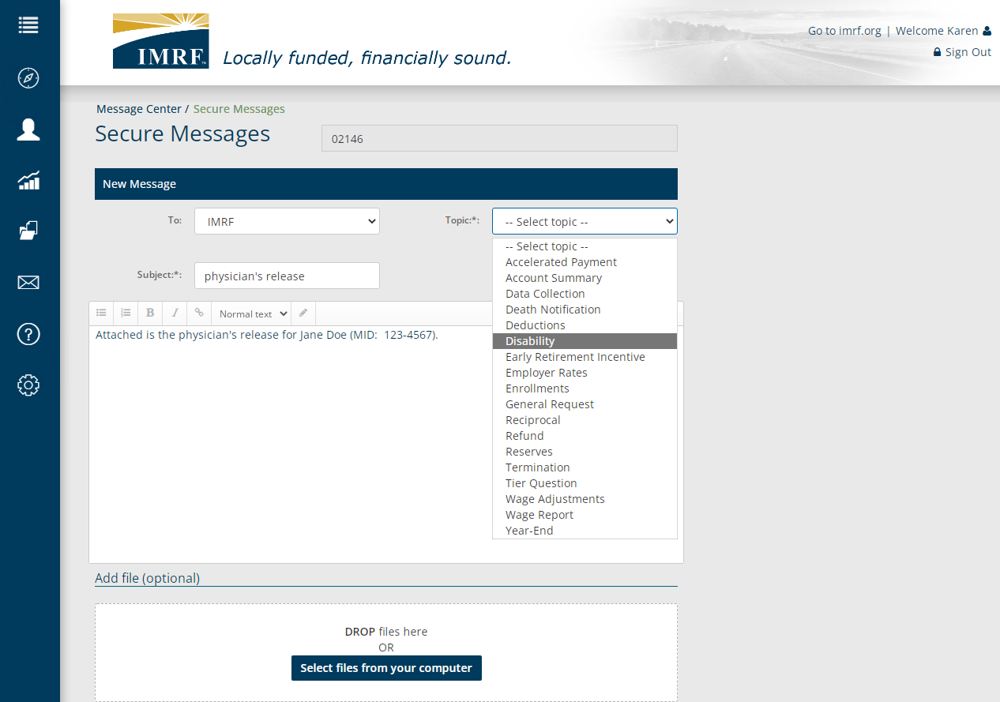 IMRF™
Locally funded, financially sound.
Go to imrf.org | Welcome Karen
Sign Out
Message Center / Secure Messages
Secure Messages
02146
New Message
To:
IMRF
Topic:*:
-- Select topic --
-- Select topic --
Accelerated Payment
Account Summary
Data Collection
Death Notification
Deductions
Disability
Early Retirement Incentive
Employer Rates
Enrollments
General Request
Reciprocal
Refund
Reserves
Termination
Tier Question
Wage Adjustments
Wage Report
Year-End
Subject:*:
physician's release
B I Normal text
Attached is the physician's release for Jane Doe (MID:  123-4567).
Add file (optional)
DROP files here
OR
Select files from your computer